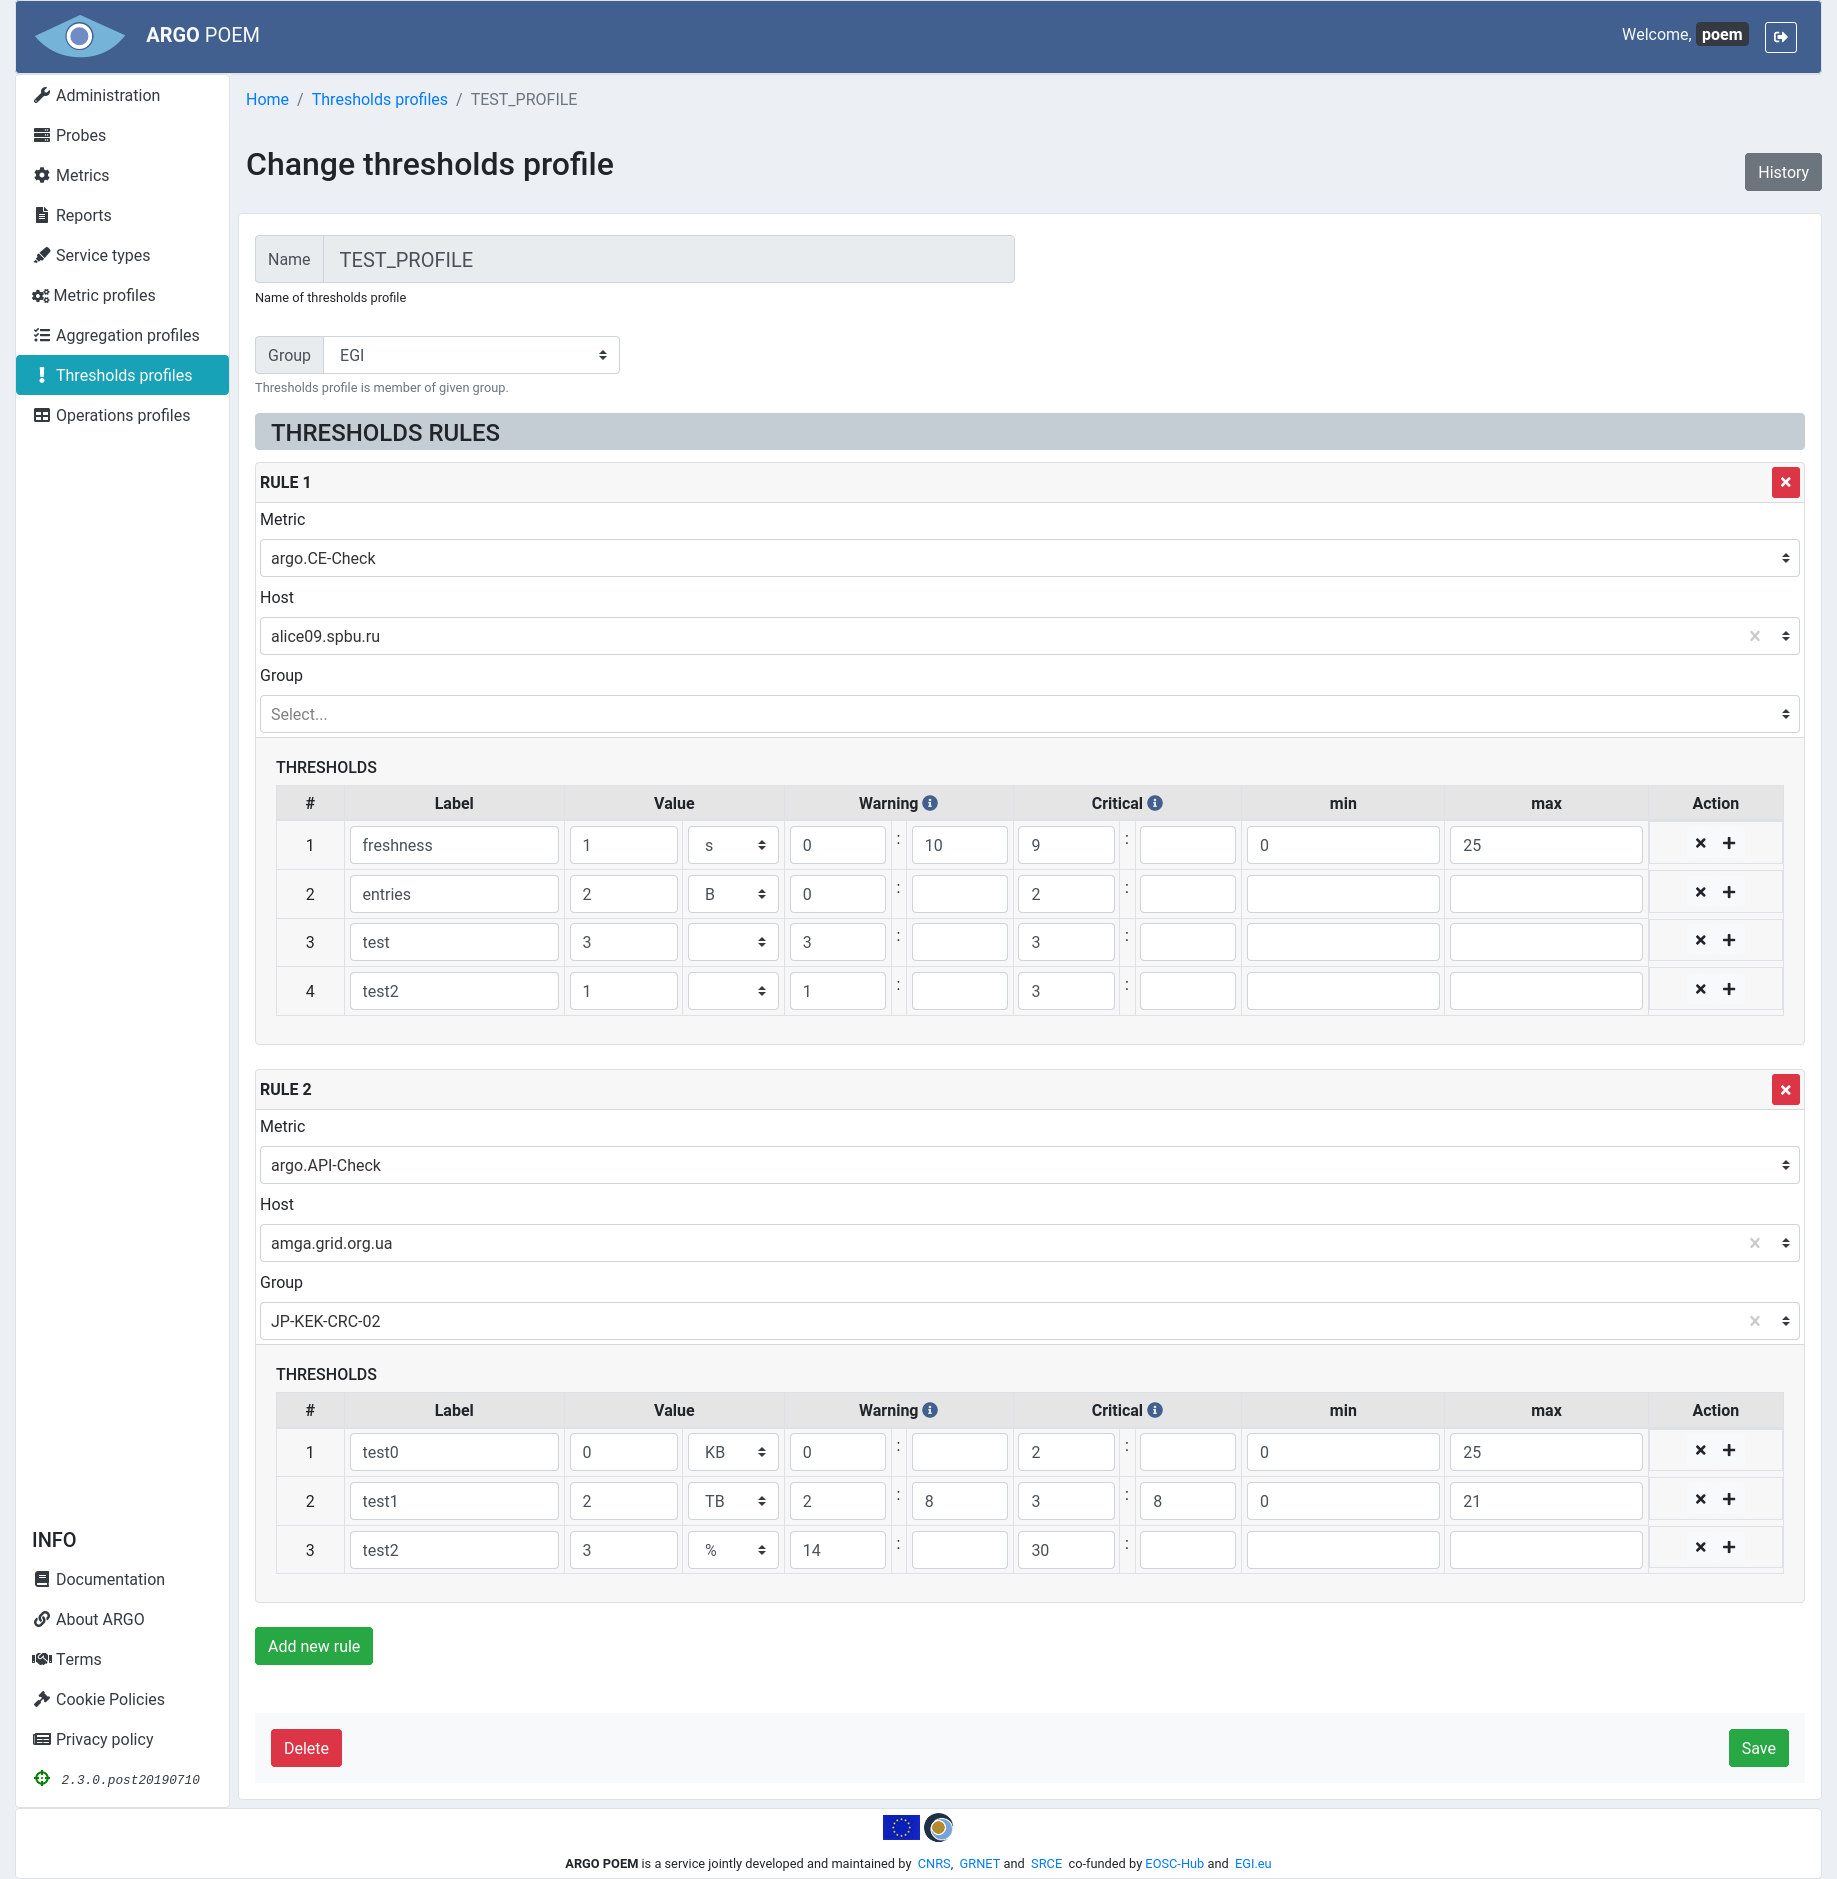 ARGO POEM
Welcome, poem
Administration
Probes
Metrics
Reports
Service types
Metric profiles
Aggregation profiles
Thresholds profiles
Operations profiles
Home / Thresholds profiles / TEST_PROFILE
Change thresholds profile
History
Name TEST_PROFILE
Name of thresholds profile
Group EGI
Thresholds profile is member of given group.
THRESHOLDS RULES
RULE 1
Metric
argo.CE-Check
Host
alice09.spbu.ru
Group
Select...
THRESHOLDS
# Label Value Warning Critical min max Action
1 freshness 1 s 0 : 10 9 : 0 25
2 entries 2 B 0 : 2 :
3 test 3 3 : 3 :
4 test2 1 1 : 3 :
RULE 2
Metric
argo.API-Check
Host
amga.grid.org.ua
Group
JP-KEK-CRC-02
THRESHOLDS
# Label Value Warning Critical min max Action
1 test0 0 KB 0 : 2 : 0 25
2 test1 2 TB 2 : 8 3 : 8 0 21
3 test2 3 % 14 : 30 :
Add new rule
Delete
Save
INFO
Documentation
About ARGO
Terms
Cookie Policies
Privacy policy
2.3.0.post20190710
ARGO POEM is a service jointly developed and maintained by CNRS, GRNET and SRCE co-funded by EOSC-Hub and EGI.eu